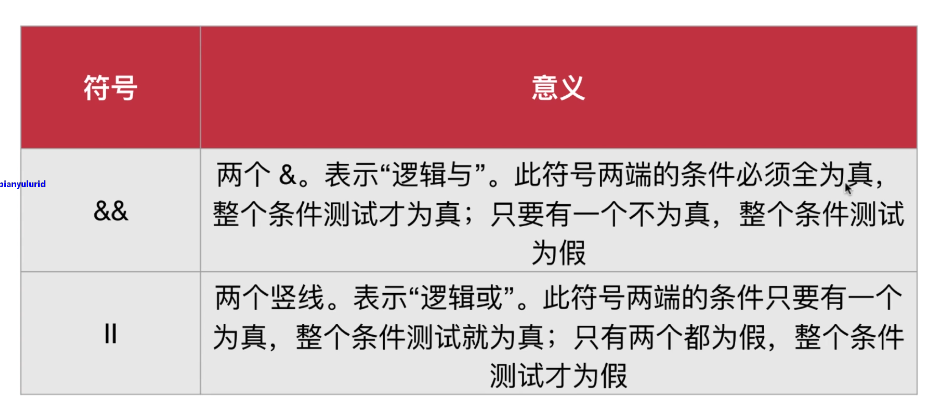 符号
意义
&&
两个 &。表示“逻辑与”。此符号两端的条件必须全为真，
整个条件测试才为真；只要有一个不为真，整个条件测试
为假
||
两个竖线。表示“逻辑或”。此符号两端的条件只要有一个
为真，整个条件测试就为真；只有两个都为假，整个条件
测试才为假